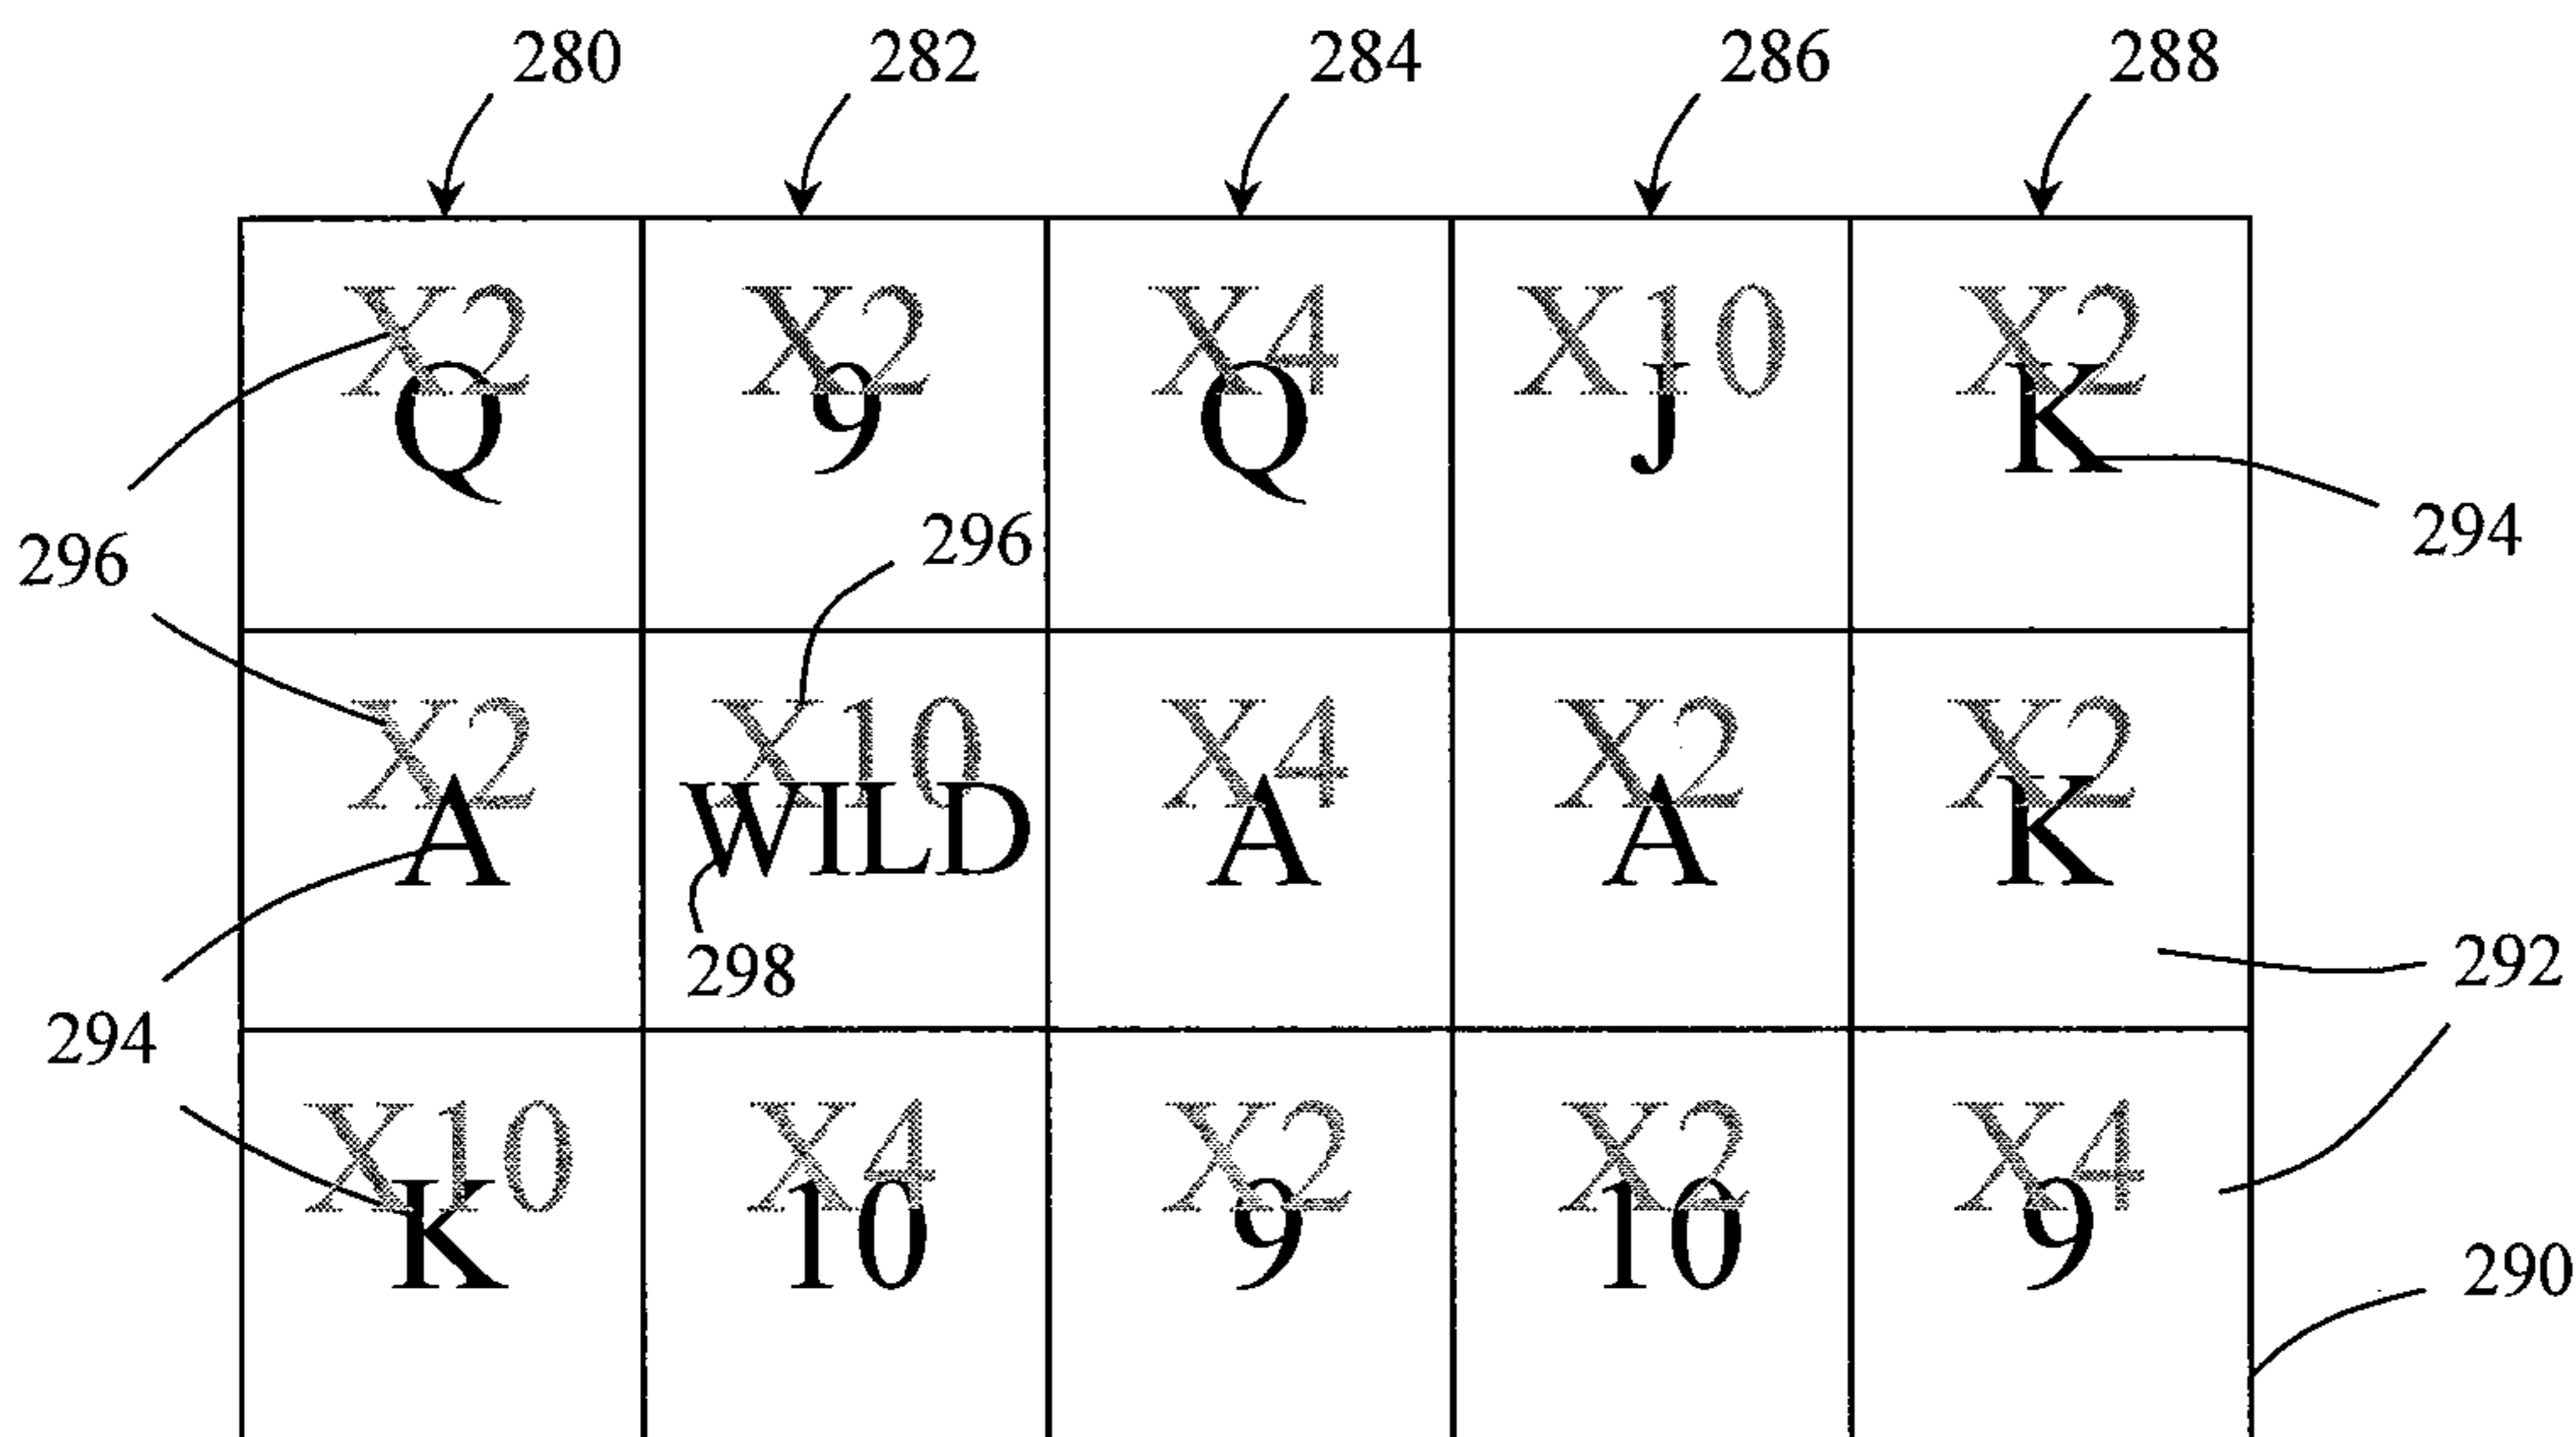 280 282 284 286 288
X2 X2 X4 X10 X2
Q 9 Q J K
296 296 294
X2 X10 X4 X2 X2
A WILD A A K
298 292
294
X10 X4 X2 X2 X4
K 10 9 10 9
290